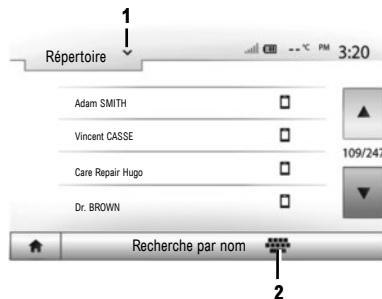 1
Répertoire
--°C PM 3:20
Adam SMITH
Vincent CASSE
109/247
Care Repair Hugo
Dr. BROWN
Recherche par nom
2